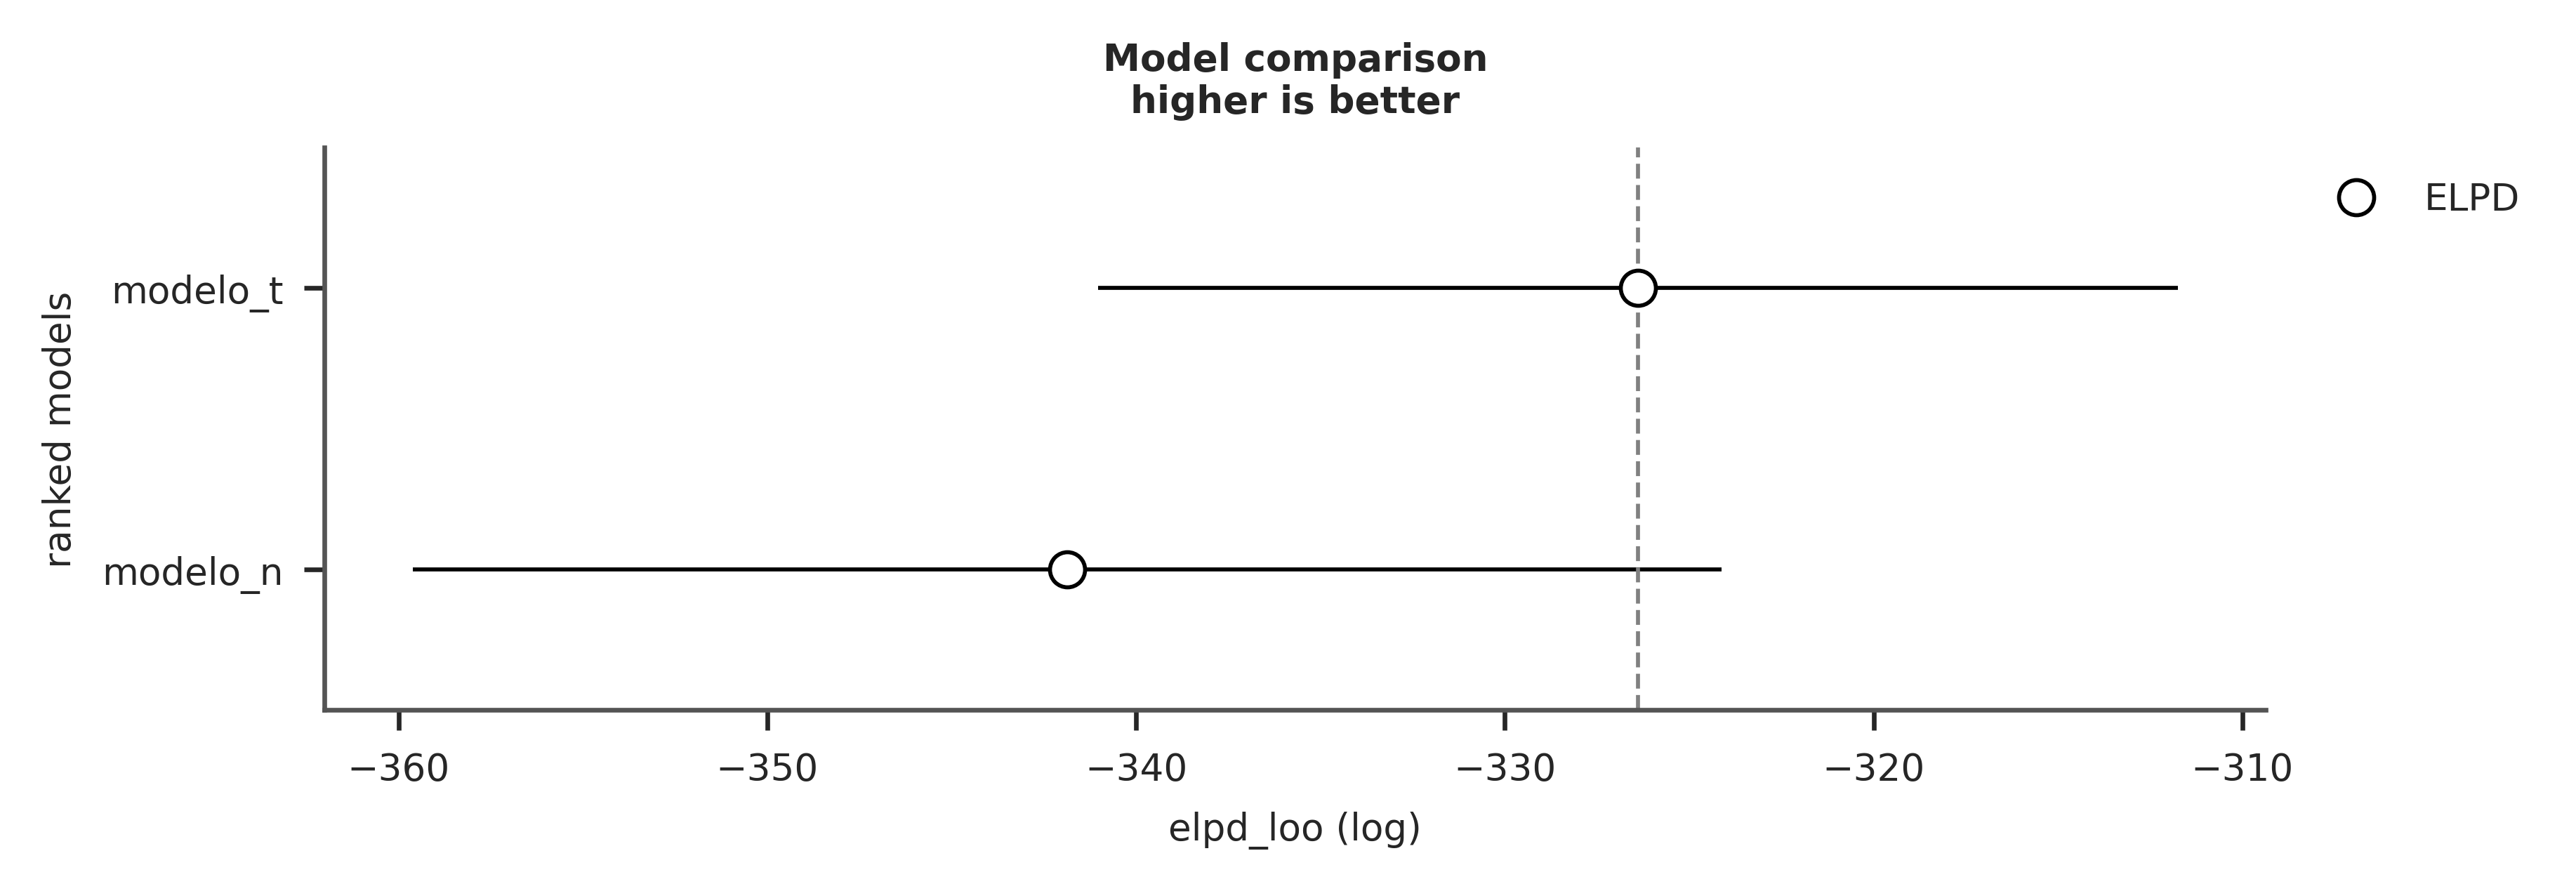 Model comparison
higher is better
ELPD
modelo_t
modelo_n
ranked models
−360 −350 −340 −330 −320 −310
elpd_loo (log)